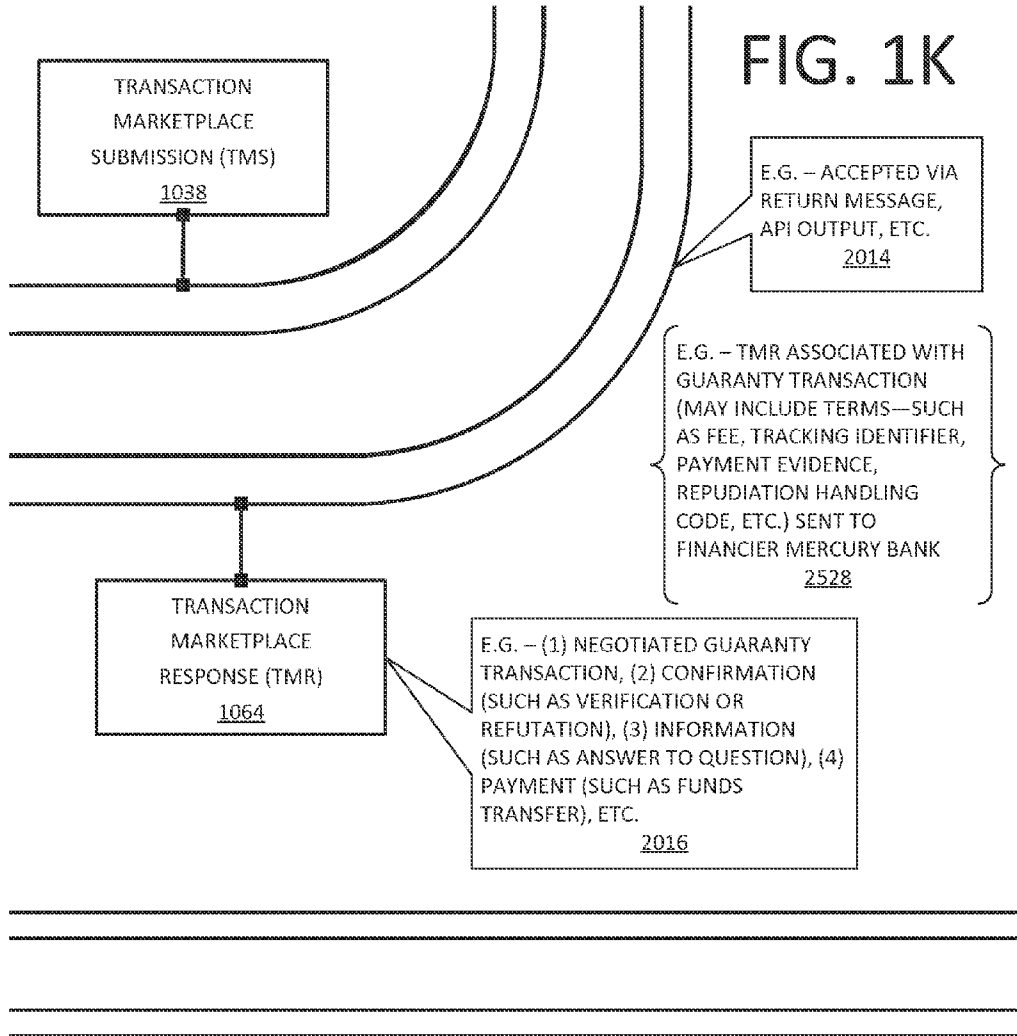 FIG. 1K
TRANSACTION
MARKETPLACE
SUBMISSION (TMS)
1038
E.G. – ACCEPTED VIA
RETURN MESSAGE,
API OUTPUT, ETC.
2014
E.G. – TMR ASSOCIATED WITH
GUARANTY TRANSACTION
(MAY INCLUDE TERMS—SUCH
AS FEE, TRACKING IDENTIFIER,
PAYMENT EVIDENCE,
REPUDIATION HANDLING
CODE, ETC.) SENT TO
FINANCIER MERCURY BANK
2528
TRANSACTION
MARKETPLACE
RESPONSE (TMR)
1064
E.G. – (1) NEGOTIATED GUARANTY
TRANSACTION, (2) CONFIRMATION
(SUCH AS VERIFICATION OR
REFUTATION), (3) INFORMATION
(SUCH AS ANSWER TO QUESTION), (4)
PAYMENT (SUCH AS FUNDS
TRANSFER), ETC.
2016